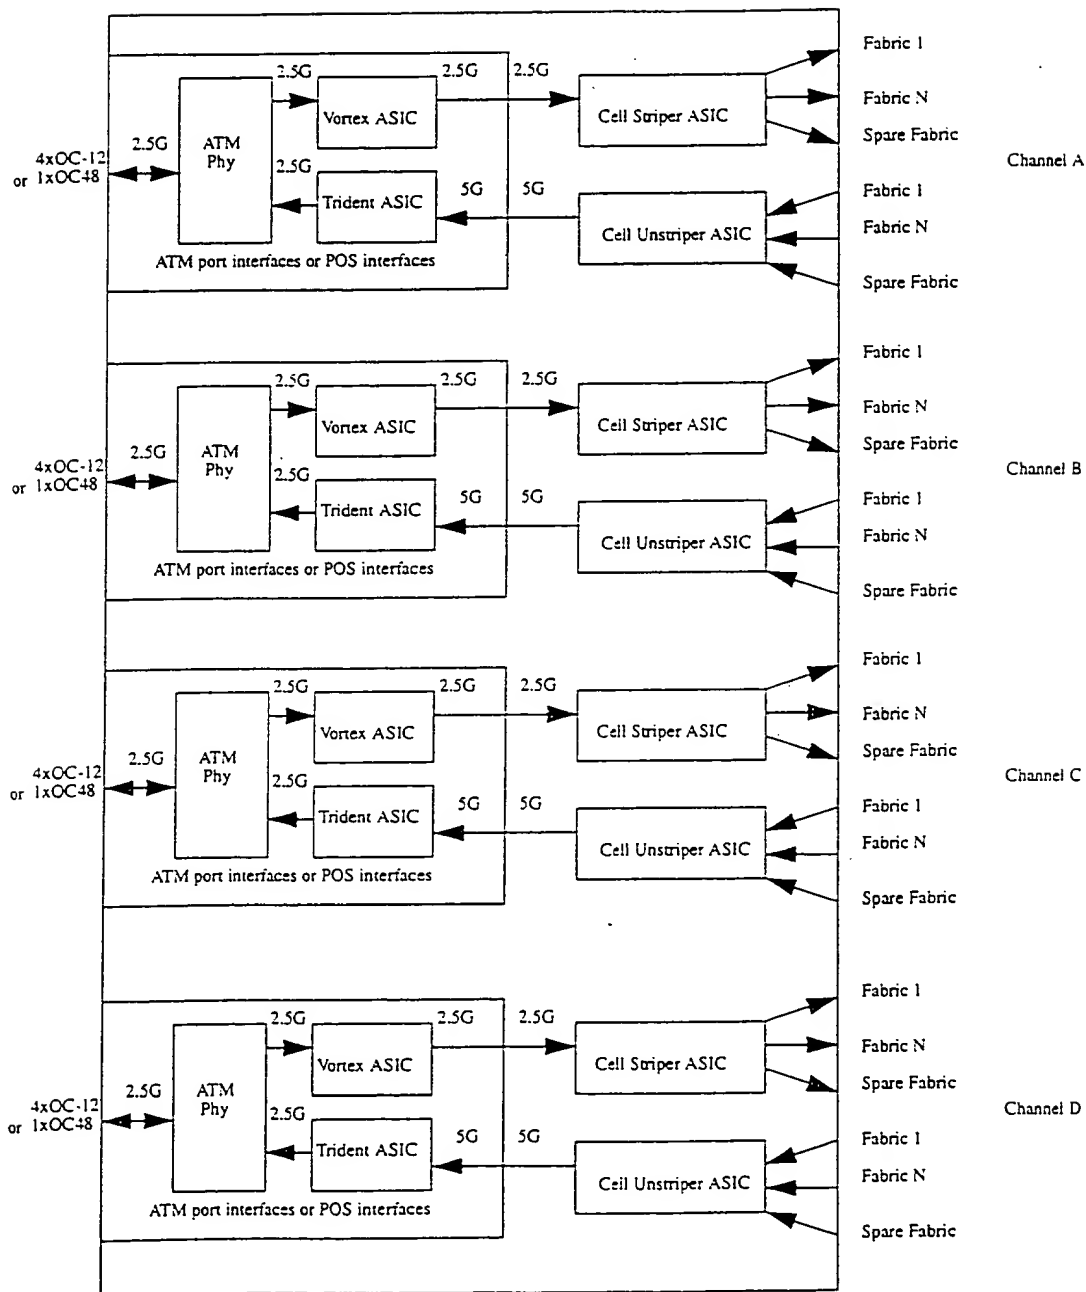 Fabric 1
2.5G 2.5G 2.5G
Vortex ASIC
Cell Striper ASIC
Fabric N
Spare Fabric
ATM
Phy
2.5G
4xOC-12
or 1xOC48
Channel A
2.5G
Trident ASIC
5G 5G
Cell Unstriper ASIC
Fabric 1
Fabric N
ATM port interfaces or POS interfaces
Spare Fabric
Fabric 1
2.5G 2.5G 2.5G
Vortex ASIC
Cell Striper ASIC
Fabric N
Spare Fabric
ATM
Phy
2.5G
4xOC-12
or 1xOC48
Channel B
2.5G
Trident ASIC
5G 5G
Cell Unstriper ASIC
Fabric 1
Fabric N
ATM port interfaces or POS interfaces
Spare Fabric
Fabric 1
2.5G 2.5G 2.5G
Vortex ASIC
Cell Striper ASIC
Fabric N
Spare Fabric
ATM
Phy
2.5G
4xOC-12
or 1xOC48
Channel C
2.5G
Trident ASIC
5G 5G
Cell Unstriper ASIC
Fabric 1
Fabric N
ATM port interfaces or POS interfaces
Spare Fabric
Fabric 1
2.5G 2.5G 2.5G
Vortex ASIC
Cell Striper ASIC
Fabric N
Spare Fabric
ATM
Phy
2.5G
4xOC-12
or 1xOC48
Channel D
2.5G
Trident ASIC
5G 5G
Cell Unstriper ASIC
Fabric 1
Fabric N
ATM port interfaces or POS interfaces
Spare Fabric